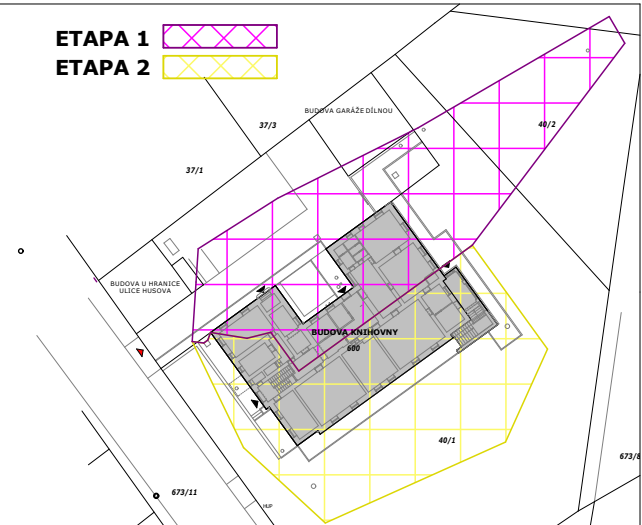 ETAPA 1
ETAPA 2
BUDOVA GARÁŽE DÍLNOU
37/3
40/2
37/1
BUDOVA U HRANICE
ULICE HUSOVA
BUDOVA KNIHOVNY
600
40/1
673/8
673/11
HUP